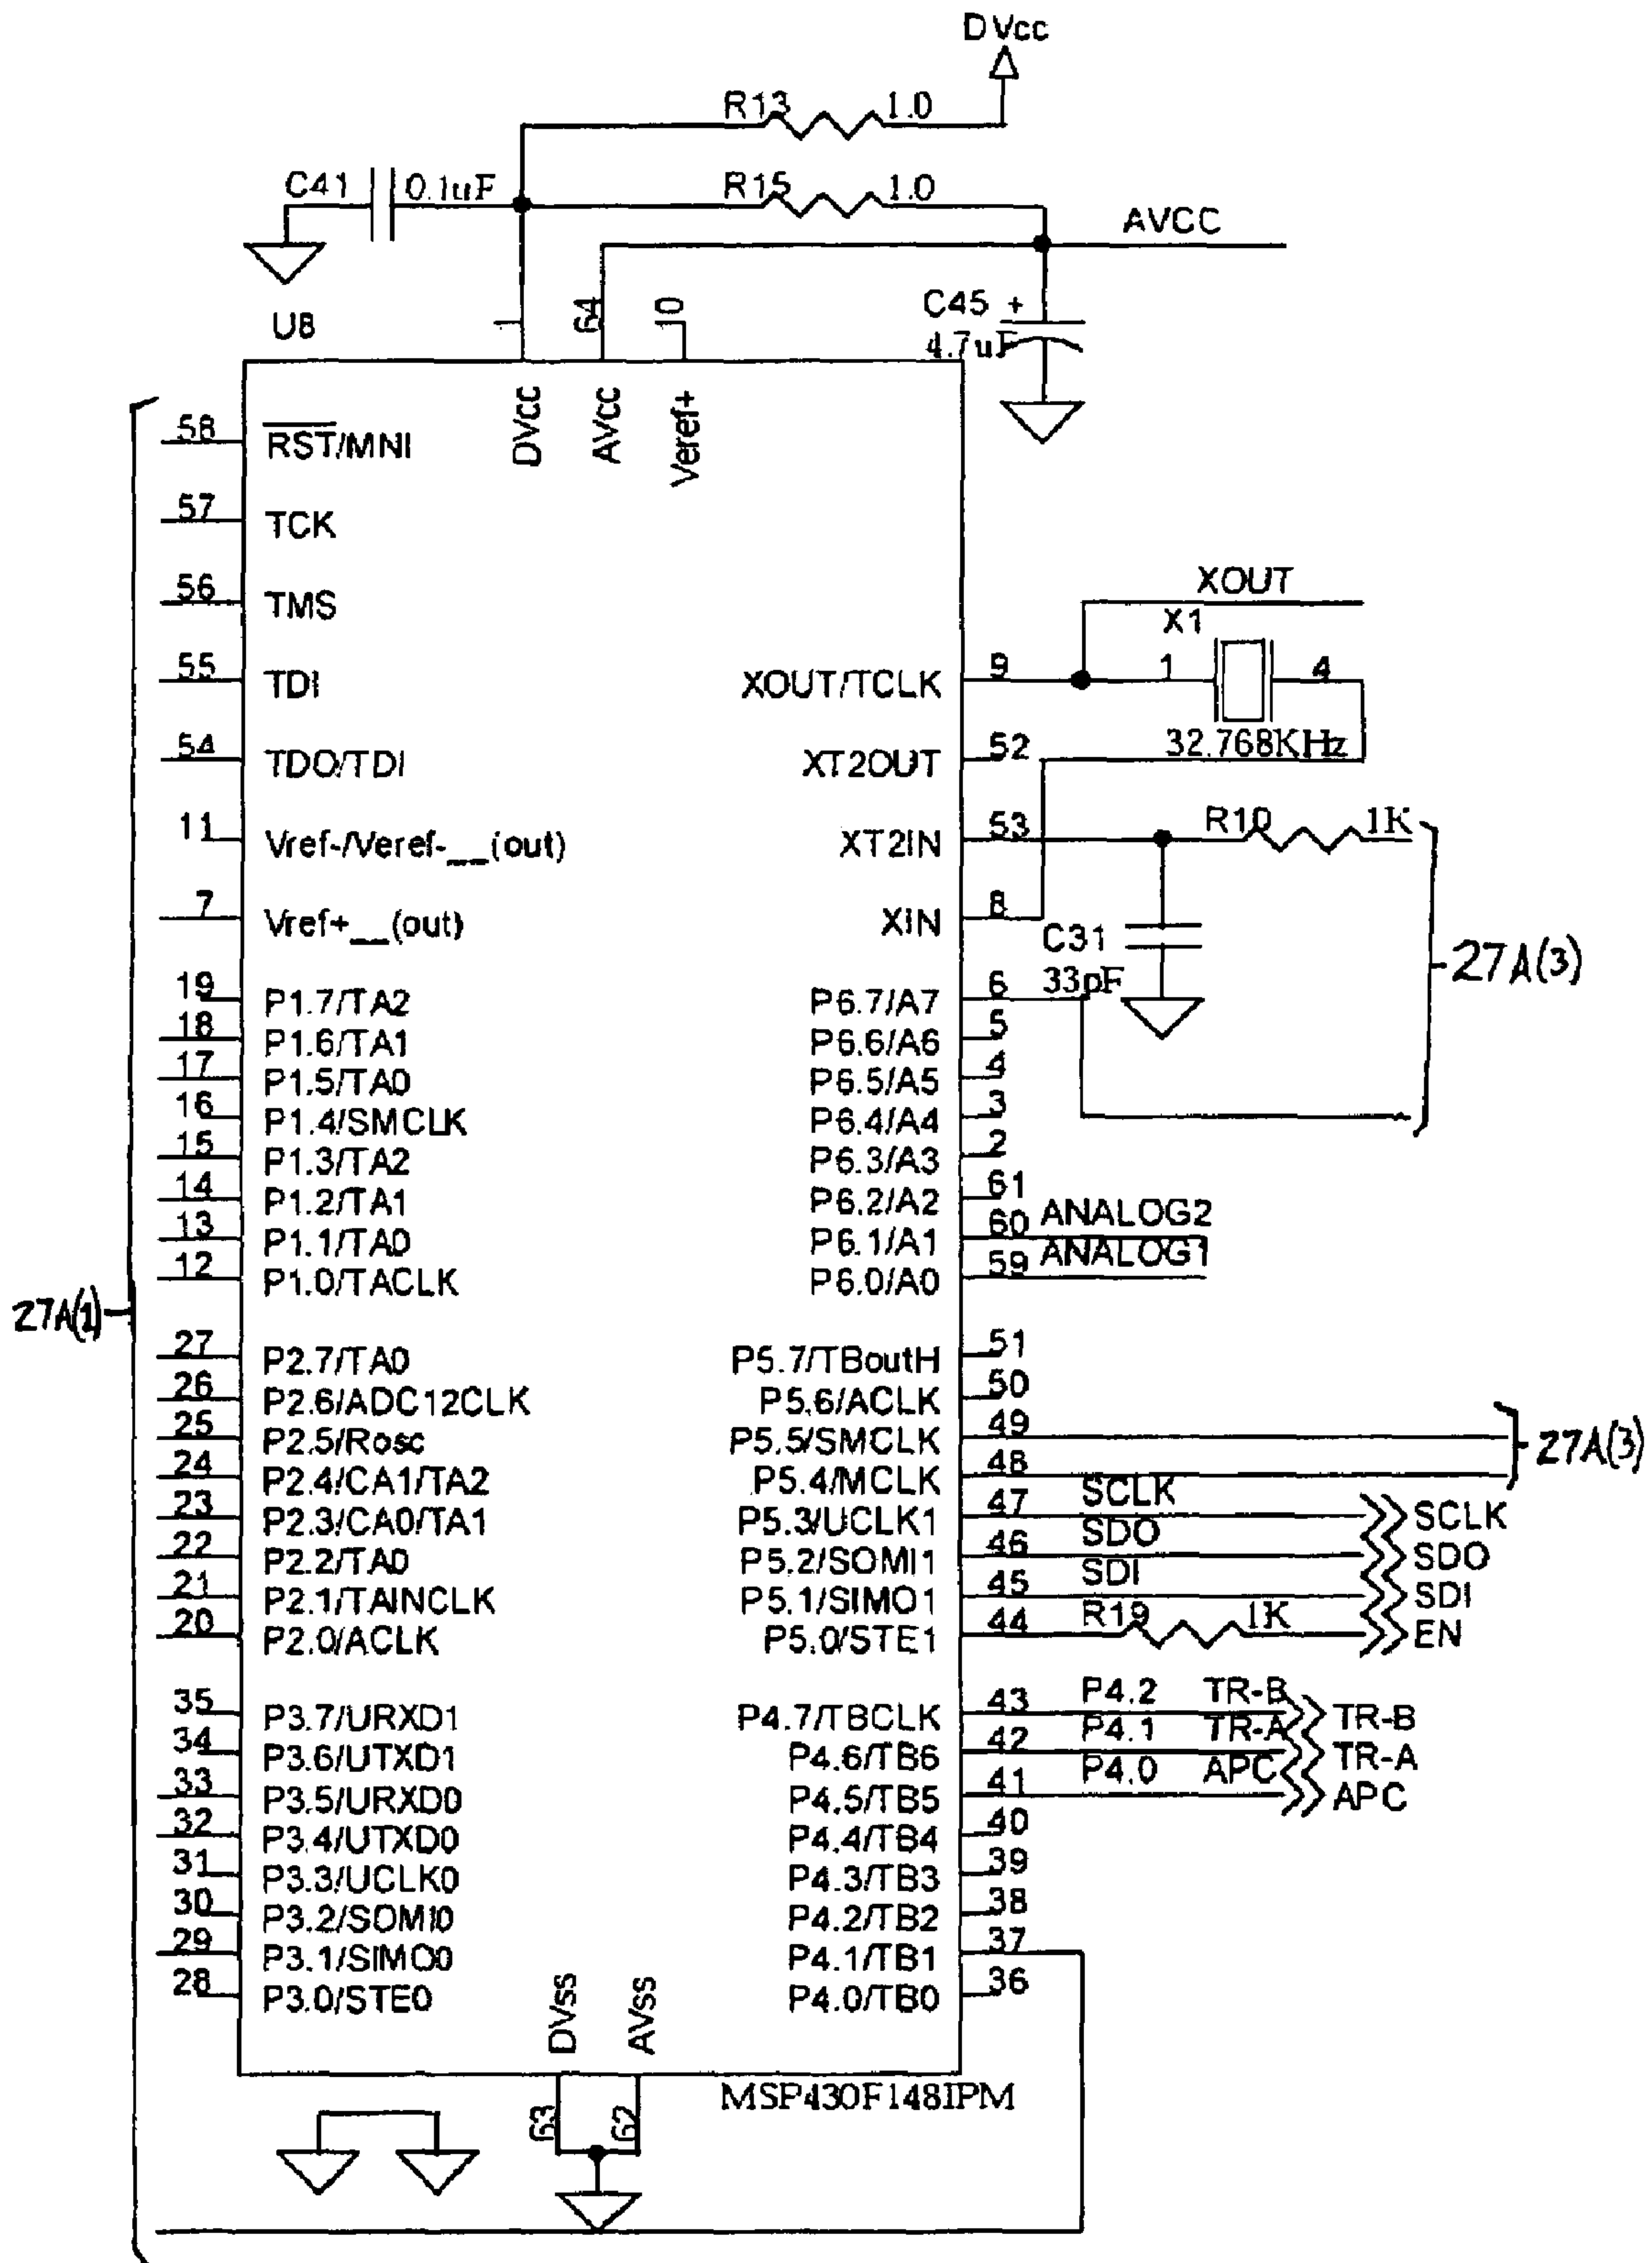 DVcc
R13 1.0
C41 0.1uF
R15 1.0
AVCC
U8
1
64
10
C45 +
4.7uF
DVcc
AVcc
Veref+
58 RST/MNI
57 TCK
56 TMS
55 TDI
54 TDO/TDI
11 Vref-/Veref-__(out)
7 Vref+__(out)
19 P1.7/TA2
18 P1.6/TA1
17 P1.5/TA0
16 P1.4/SMCLK
15 P1.3/TA2
14 P1.2/TA1
13 P1.1/TA0
12 P1.0/TACLK
27A(1)
27 P2.7/TA0
26 P2.6/ADC12CLK
25 P2.5/Rosc
24 P2.4/CA1/TA2
23 P2.3/CA0/TA1
22 P2.2/TA0
21 P2.1/TAINCLK
20 P2.0/ACLK
35 P3.7/URXD1
34 P3.6/UTXD1
33 P3.5/URXD0
32 P3.4/UTXD0
31 P3.3/UCLK0
30 P3.2/SOMI0
29 P3.1/SIMO0
28 P3.0/STE0
XOUT
X1
XOUT/TCLK 9 1 4
32.768KHz
XT2OUT 52
XT2IN 53 R10 1K
XIN 8
C31
33pF
27A(3)
P6.7/A7 6
P6.6/A6 5
P6.5/A5 4
P6.4/A4 3
P6.3/A3 2
P6.2/A2 61
P6.1/A1 60 ANALOG2
P6.0/A0 59 ANALOG1
P5.7/TBoutH 51
P5.6/ACLK 50
P5.5/SMCLK 49
27A(3)
P5.4/MCLK 48
P5.3/UCLK1 47 SCLK SCLK
P5.2/SOMI1 46 SDO SDO
P5.1/SIMO1 45 SDI SDI
P5.0/STE1 44 R19 1K EN
P4.7/TBCLK 43 P4.2 TR-B TR-B
P4.6/TB6 42 P4.1 TR-A TR-A
P4.5/TB5 41 P4.0 APC APC
P4.4/TB4 40
P4.3/TB3 39
P4.2/TB2 38
P4.1/TB1 37
P4.0/TB0 36
DVss
AVss
63
62
MSP430F148IPM